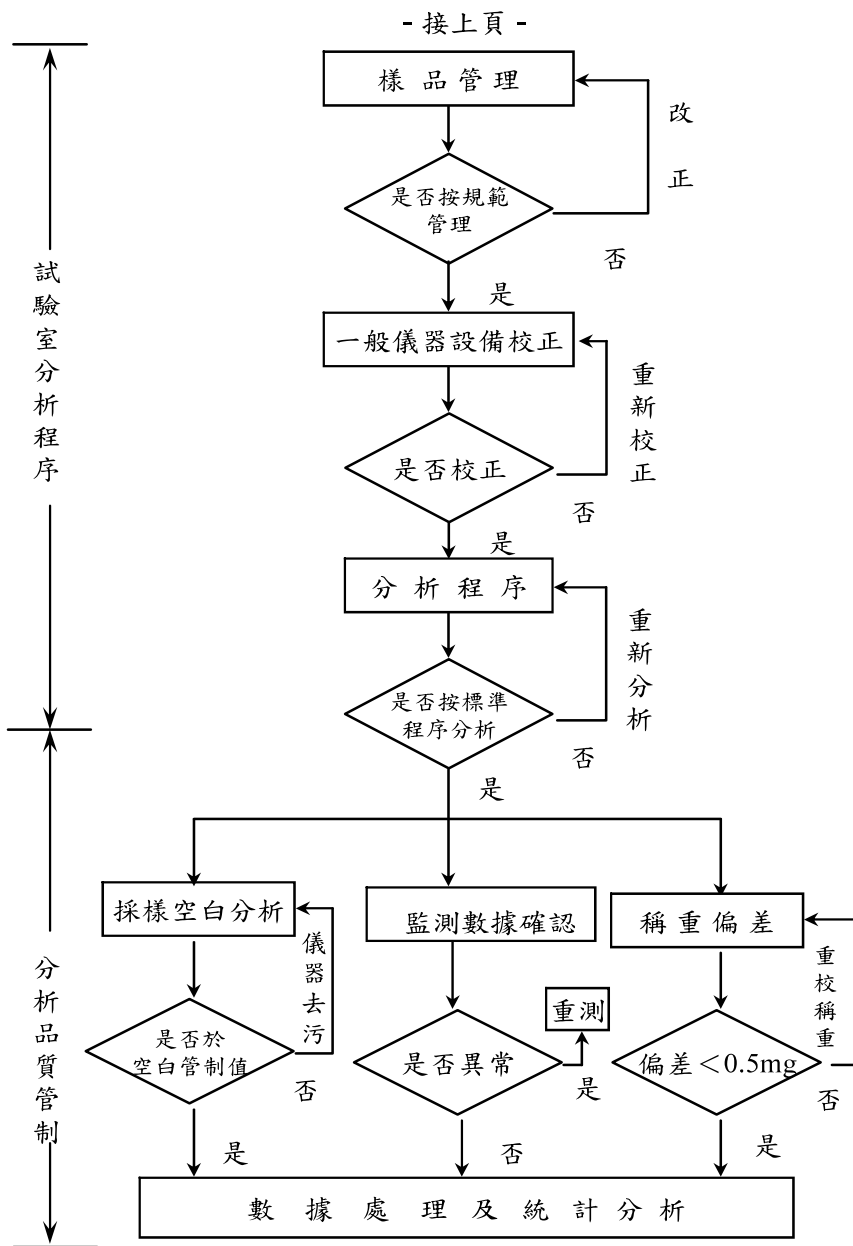 - 接上頁 -
樣品管理
改正
是否按規範
管理
否
是
試驗室分析程序
一般儀器設備校正
重新校正
是否校正
否
是
分析程序
重新分析
是否按標準
程序分析
否
是
分析品質管制
採樣空白分析
儀器去污
是否於
空白管制值
否
是
監測數據確認
重測
是否異常
是
否
稱重偏差
重校稱重
偏差＜0.5mg
否
是
數據處理及統計分析